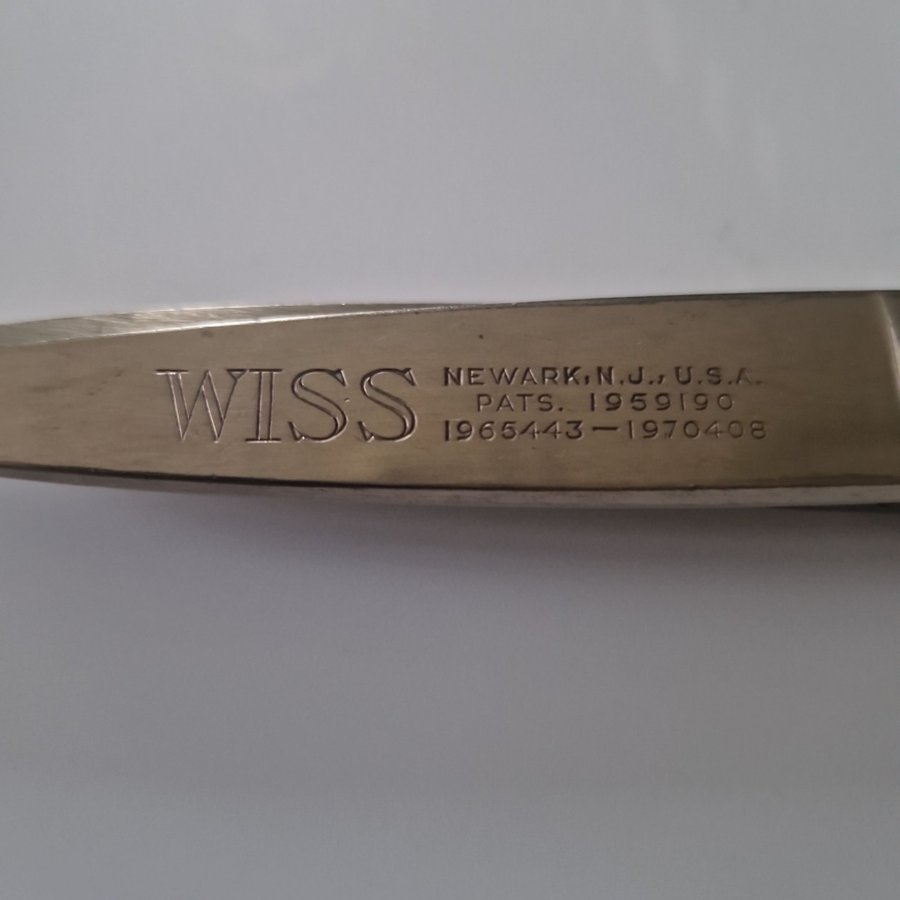 WISS
NEWARK, N.J., U.S.A.
PATS. 1959190
1965443-1970408